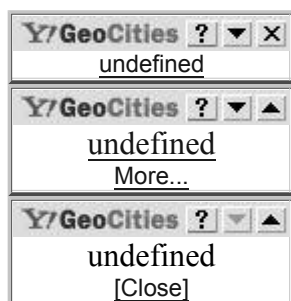 Y! GeoCities ?
undefined
Y! GeoCities ?
undefined
More...
Y! GeoCities ?
undefined
[Close]